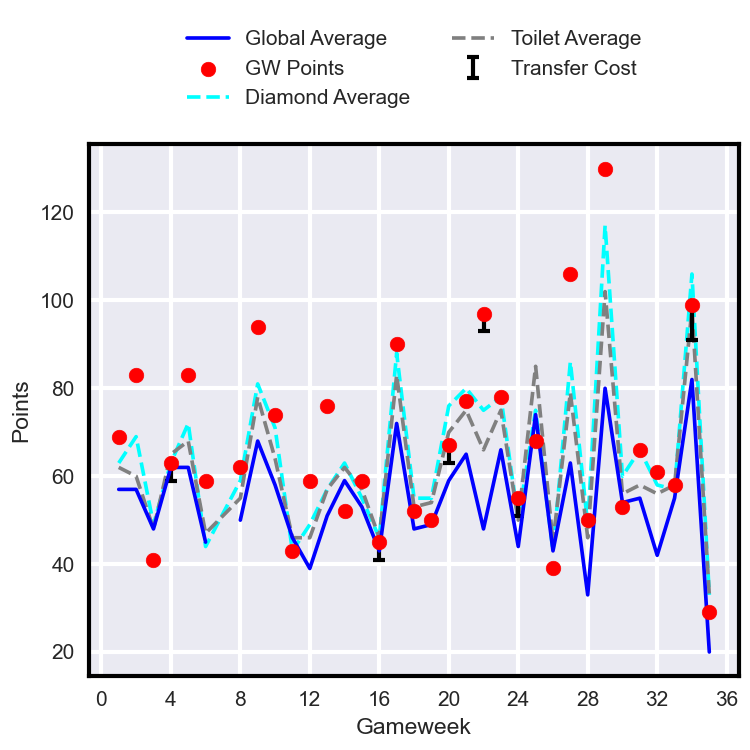 Global Average
GW Points
Diamond Average
Toilet Average
Transfer Cost
Points
120
100
80
60
40
20
0 4 8 12 16 20 24 28 32 36
Gameweek